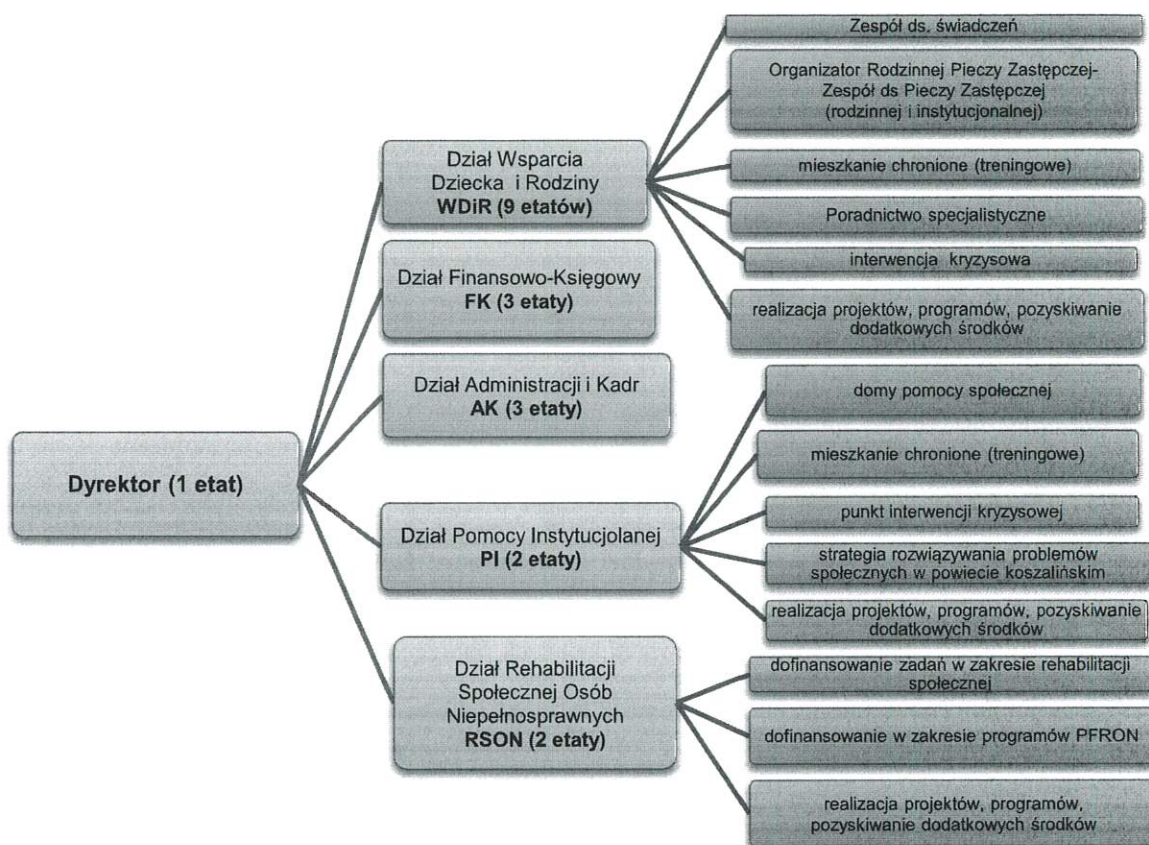 Dyrektor (1 etat)
Dział Wsparcia
Dziecka i Rodziny
WDiR (9 etatów)
Zespół ds. świadczeń
Organizator Rodzinnej Pieczy Zastępczej-
Zespół ds Pieczy Zastępczej
(rodzinnej i instytucjonalnej)
mieszkanie chronione (treningowe)
Poradnictwo specjalistyczne
interwencja kryzysowa
realizacja projektów, programów, pozyskiwanie
dodatkowych środków
Dział Finansowo-Księgowy
FK (3 etaty)
Dział Administracji i Kadr
AK (3 etaty)
Dział Pomocy Instytucjolanej
PI (2 etaty)
domy pomocy społecznej
mieszkanie chronione (treningowe)
punkt interwencji kryzysowej
strategia rozwiązywania problemów
społecznych w powiecie koszalińskim
realizacja projektów, programów, pozyskiwanie
dodatkowych środków
Dział Rehabilitacji
Społecznej Osób
Niepełnosprawnych
RSON (2 etaty)
dofinansowanie zadań w zakresie rehabilitacji
społecznej
dofinansowanie w zakresie programów PFRON
realizacja projektów, programów,
pozyskiwanie dodatkowych środków